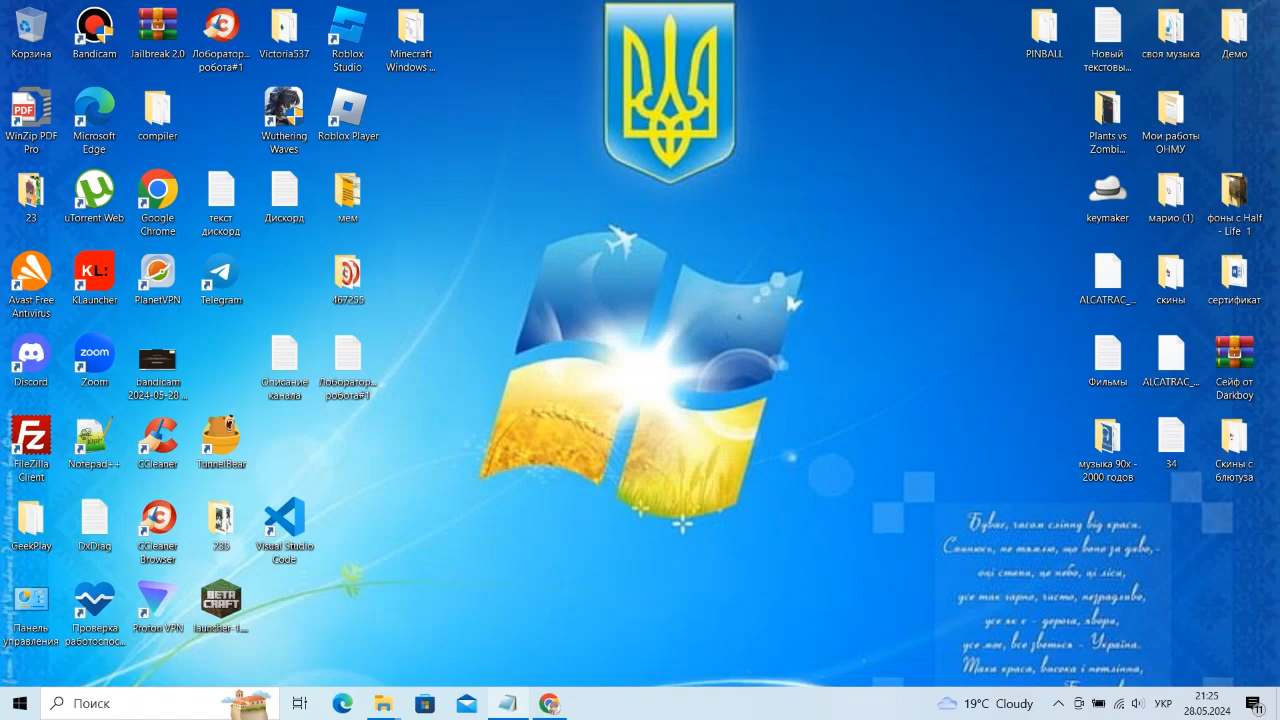 Корзина
Bandicam
Jailbreak 2.0
Лоборатор...
робота#1
Victoria537
Roblox
Studio
Minecraft
Windows ...
PINBALL
Новый
текстовы...
своя музыка
Демо
PDF
WinZip PDF
Pro
Microsoft
Edge
compiler
Wuthering
Waves
Roblox Player
Plants vs
Zombi...
Мои работы
ОНМУ
23
uTorrent Web
Google
Chrome
текст
дискорд
Дискорд
мем
keymaker
марио (1)
фоны с Half
- Life 1
KL:
Avast Free
Antivirus
KLauncher
PlanetVPN
Telegram
467255
ALCATRAC_...
скины
сертификат
zoom
Discord
Zoom
bandicam
2024-05-28 ...
Описание
канала
Лоборатор...
робота#1
Фильмы
ALCATRAC_...
Сейф от
Darkboy
Fz
FileZilla
Client
Notepad++
CCleaner
TunnelBear
музыка 90х -
2000 годов
34
Скины с
блютуза
GeekPlay
DxDiag
CCleaner
Browser
Visual Studio
Code
Буває, часом сліпну від краси.
Спинюсь, не тямлю, що воно за диво,-
оці степи, це небо, ці ліси,
усе так гарно, чисто, незрадливо,
усе як є - дорога, явори,
усе моє, все зветься - Україна.
Така краса, висока і нетлінна,
BETA
CRAFT
Панель
управления
Проверка
работоспос...
Proton VPN
launcher-1....
Поиск
19°C Cloudy
УКР
21:25
28.05.2024
11